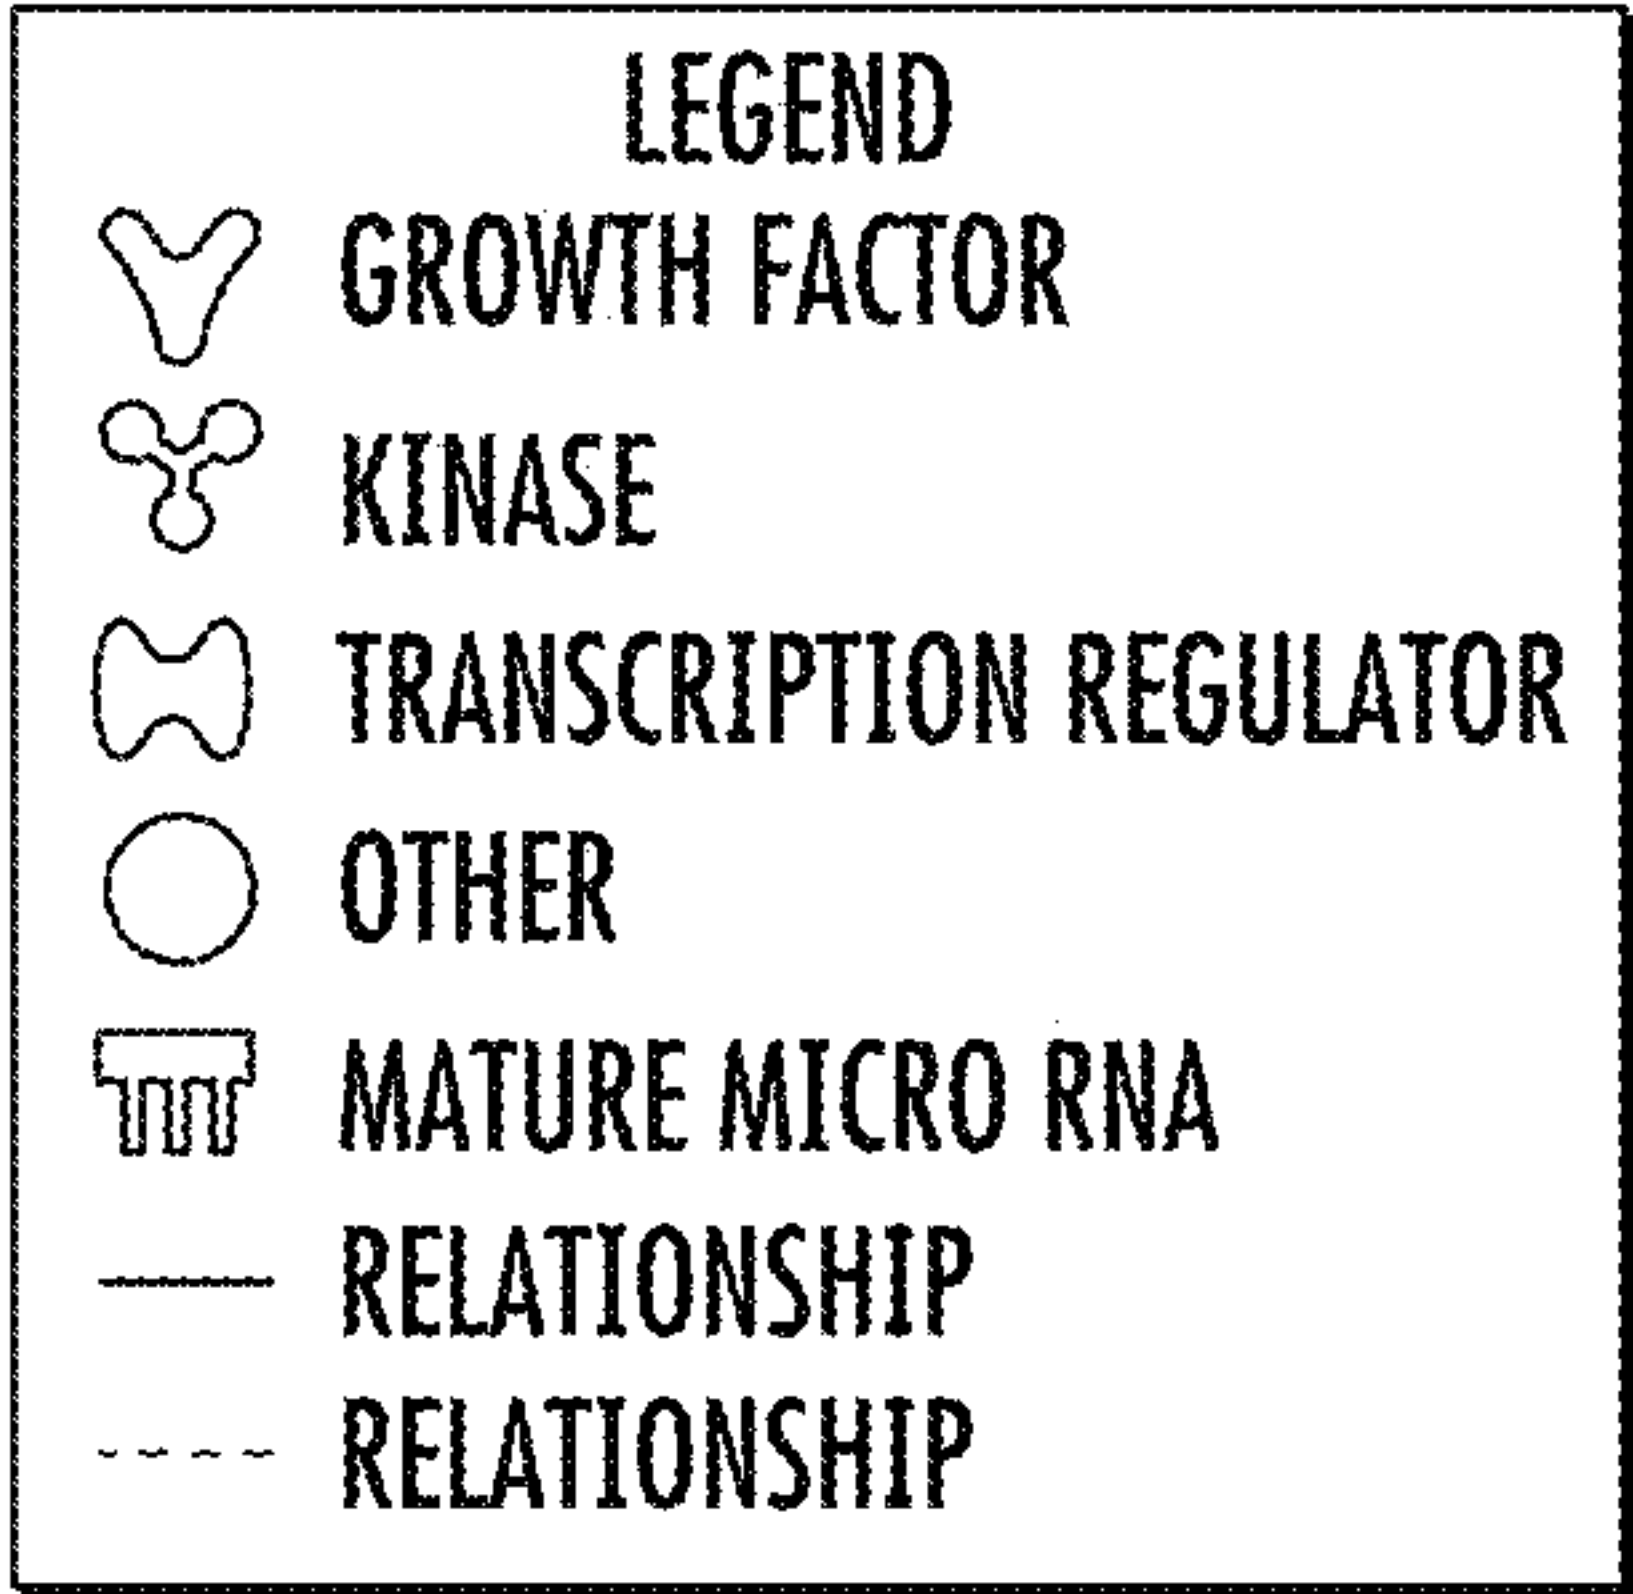 LEGEND
GROWTH FACTOR
KINASE
TRANSCRIPTION REGULATOR
OTHER
MATURE MICRO RNA
RELATIONSHIP
RELATIONSHIP